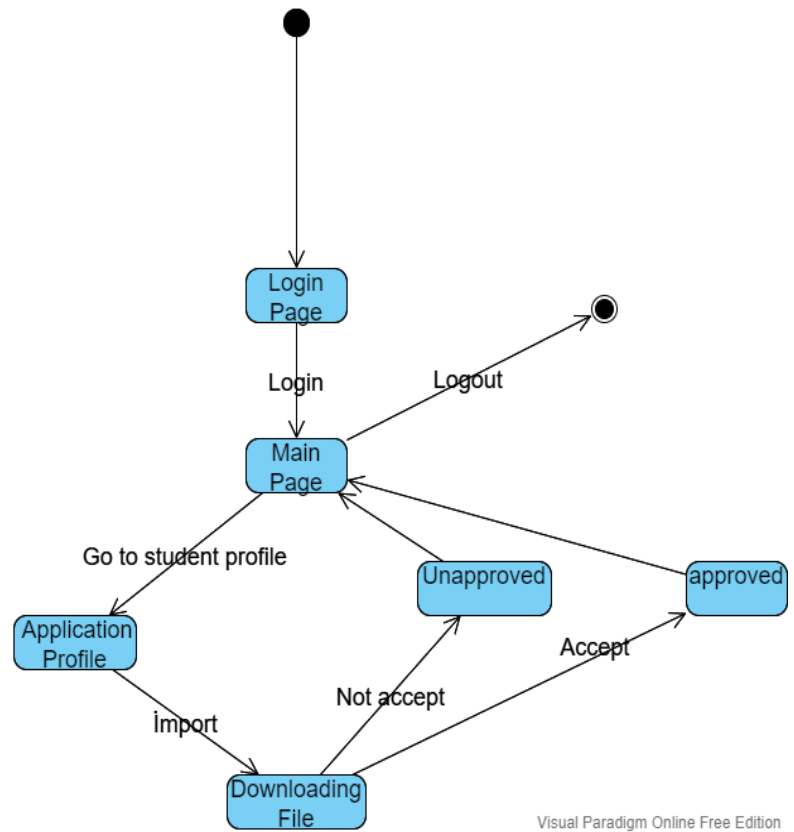 Login
Page
Login
Logout
Main
Page
Go to student profile
Unapproved
approved
Application
Profile
Accept
Not accept
İmport
Downloading
File
Visual Paradigm Online Free Edition